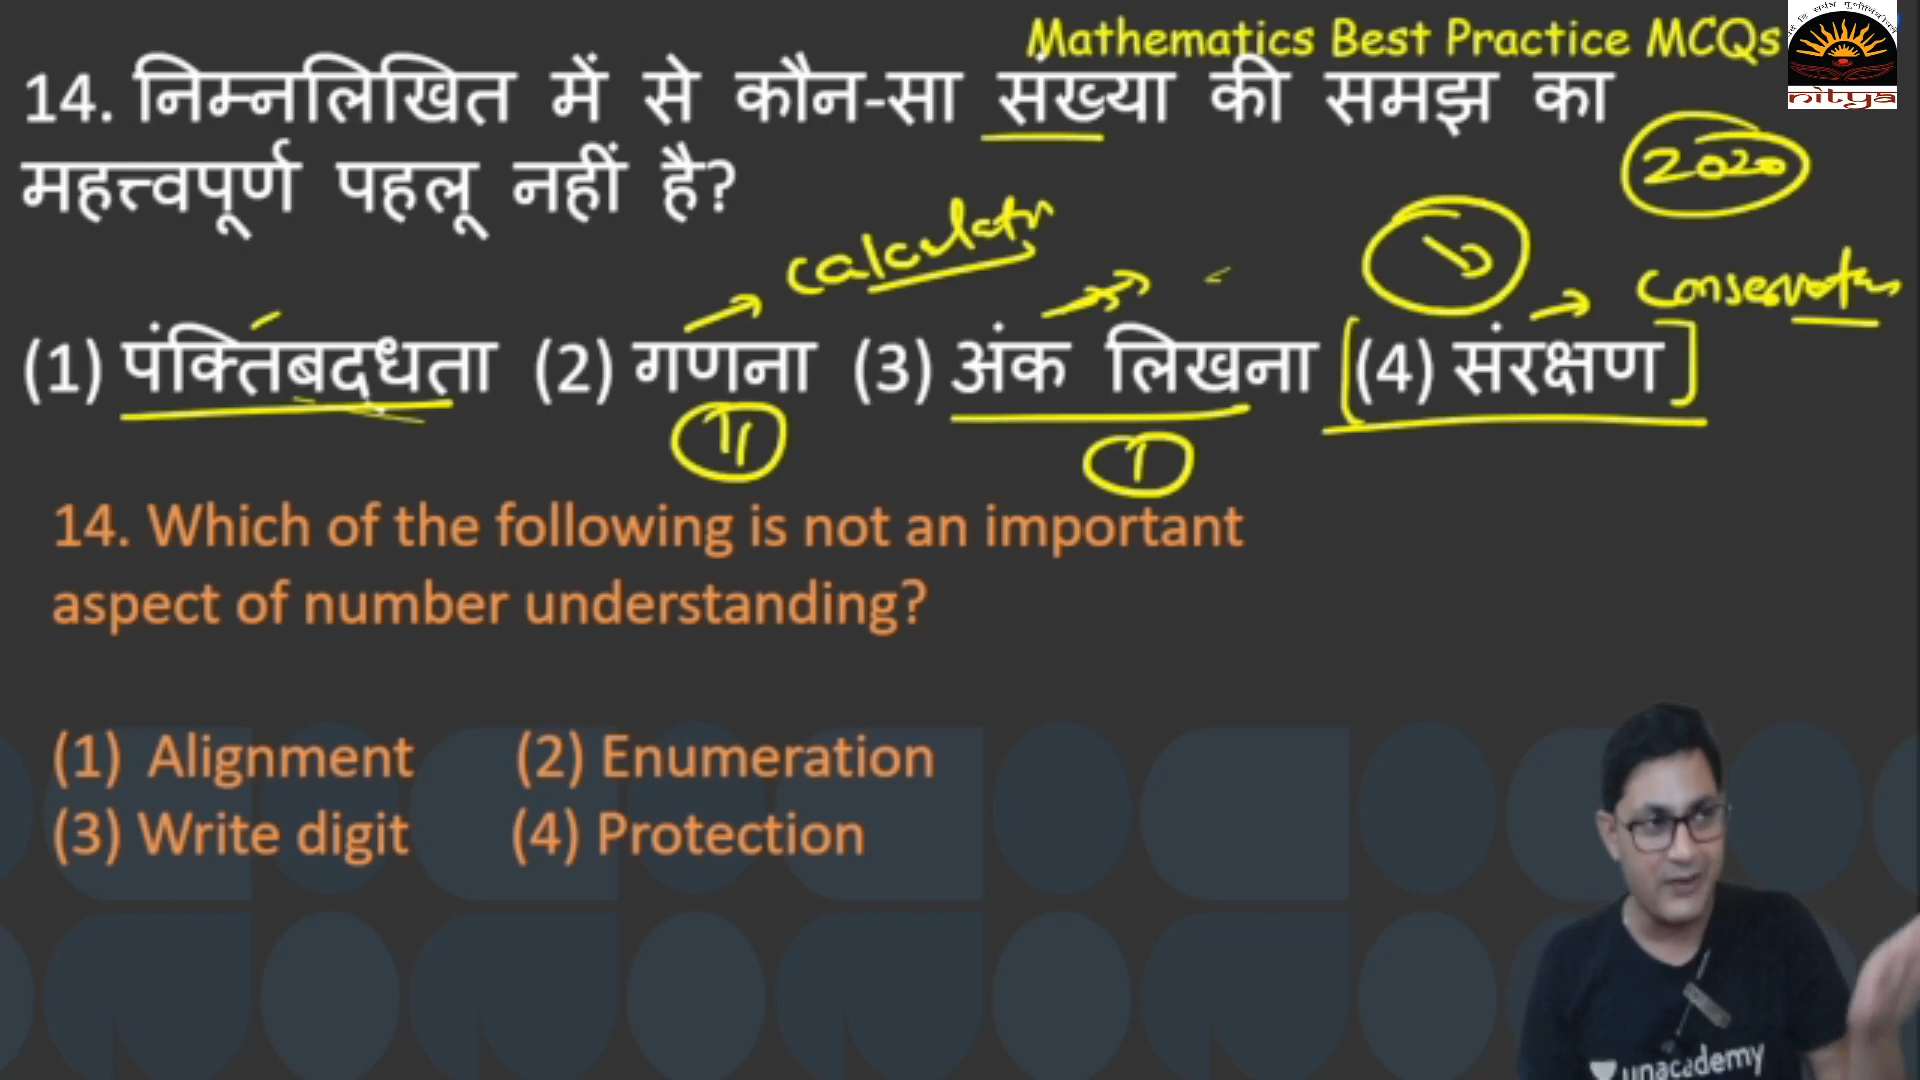 Mathematics Best Practice MCQs
nitya
14. निम्नलिखित में से कौन-सा संख्या की समझ का
महत्त्वपूर्ण पहलू नहीं है?
2020
conservation
(1) पंक्तिबद्धता (2) गणना (3) अंक लिखना (4) संरक्षण
14. Which of the following is not an important
aspect of number understanding?
(1) Alignment (2) Enumeration
(3) Write digit (4) Protection
unacademy